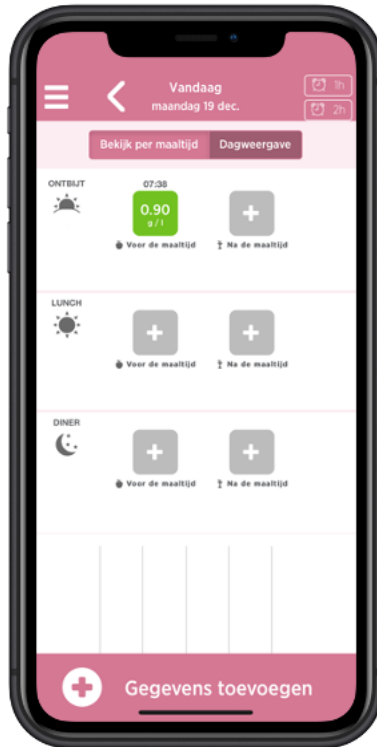 Vandaag
maandag 19 dec.
1h
2h
Bekijk per maaltijd Dagweergave
ONTBIJT
07:38
0.90
g/l
Voor de maaltijd Na de maaltijd
LUNCH
Voor de maaltijd Na de maaltijd
DINER
Voor de maaltijd Na de maaltijd
Gegevens toevoegen